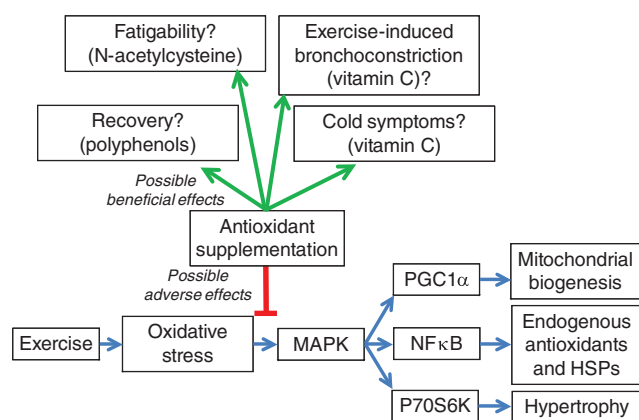 Fatigability?
(N-acetylcysteine)
Exercise-induced
bronchoconstriction
(vitamin C)?
Recovery?
(polyphenols)
Cold symptoms?
(vitamin C)
Possible
beneficial effects
Antioxidant
supplementation
Possible
adverse effects
Exercise
Oxidative
stress
MAPK
PGC1α
Mitochondrial
biogenesis
NFκB
Endogenous
antioxidants
and HSPs
P70S6K
Hypertrophy